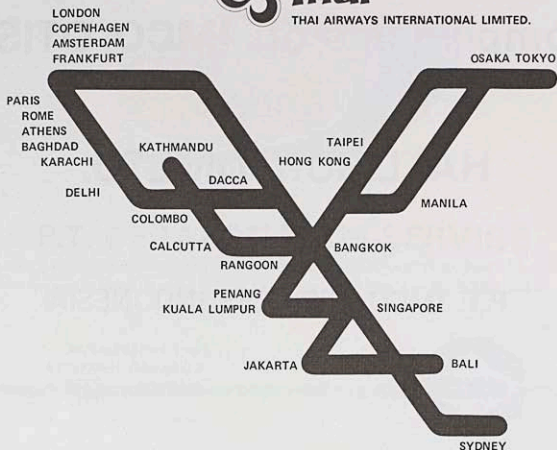 THAI AIRWAYS INTERNATIONAL LIMITED.
LONDON
COPENHAGEN
AMSTERDAM
FRANKFURT
OSAKA TOKYO
PARIS
ROME
ATHENS
BAGHDAD
KARACHI
KATHMANDU
TAIPEI
HONG KONG
DELHI
DACCA
MANILA
COLOMBO
CALCUTTA
BANGKOK
RANGOON
PENANG
KUALA LUMPUR
SINGAPORE
JAKARTA
BALI
SYDNEY